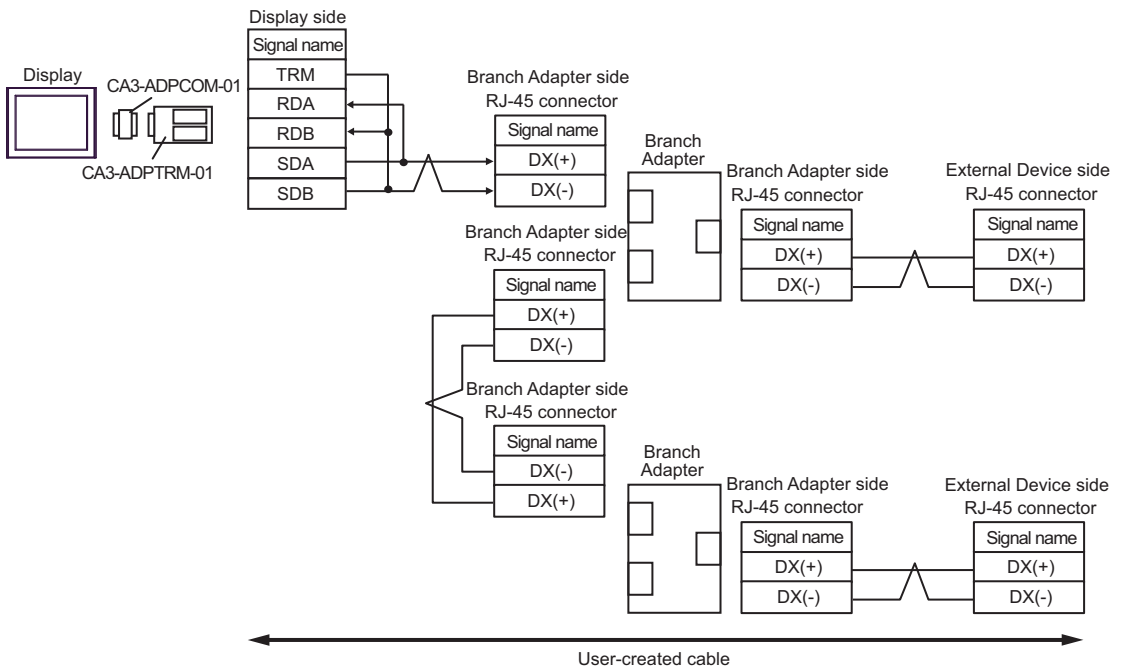 Display
CA3-ADPCOM-01
CA3-ADPTRM-01
Display side
Signal name
TRM
RDA
RDB
SDA
SDB
Branch Adapter side
RJ-45 connector
Signal name
DX(+)
DX(-)
Branch
Adapter
Branch Adapter side
RJ-45 connector
Signal name
DX(+)
DX(-)
External Device side
RJ-45 connector
Signal name
DX(+)
DX(-)
Branch Adapter side
RJ-45 connector
Signal name
DX(+)
DX(-)
Branch Adapter side
RJ-45 connector
Signal name
DX(-)
DX(+)
Branch
Adapter
Branch Adapter side
RJ-45 connector
Signal name
DX(+)
DX(-)
External Device side
RJ-45 connector
Signal name
DX(+)
DX(-)
User-created cable